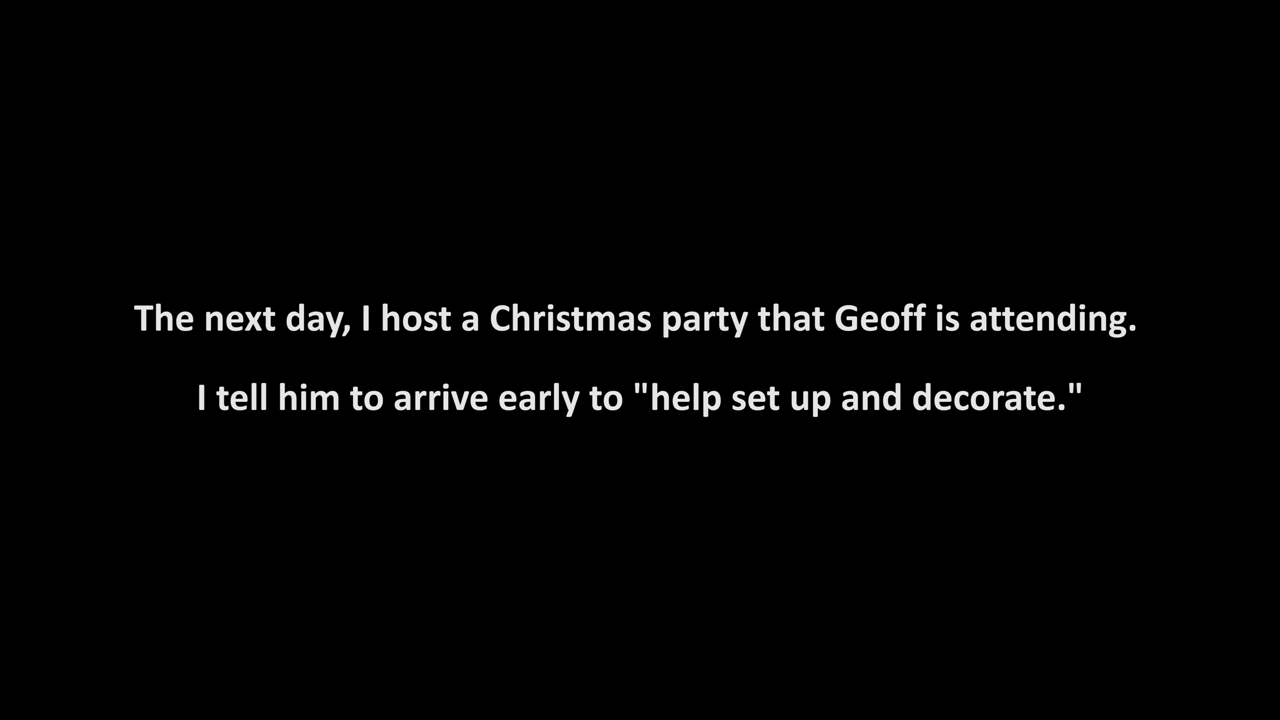 The next day, I host a Christmas party that Geoff is attending.
I tell him to arrive early to "help set up and decorate."